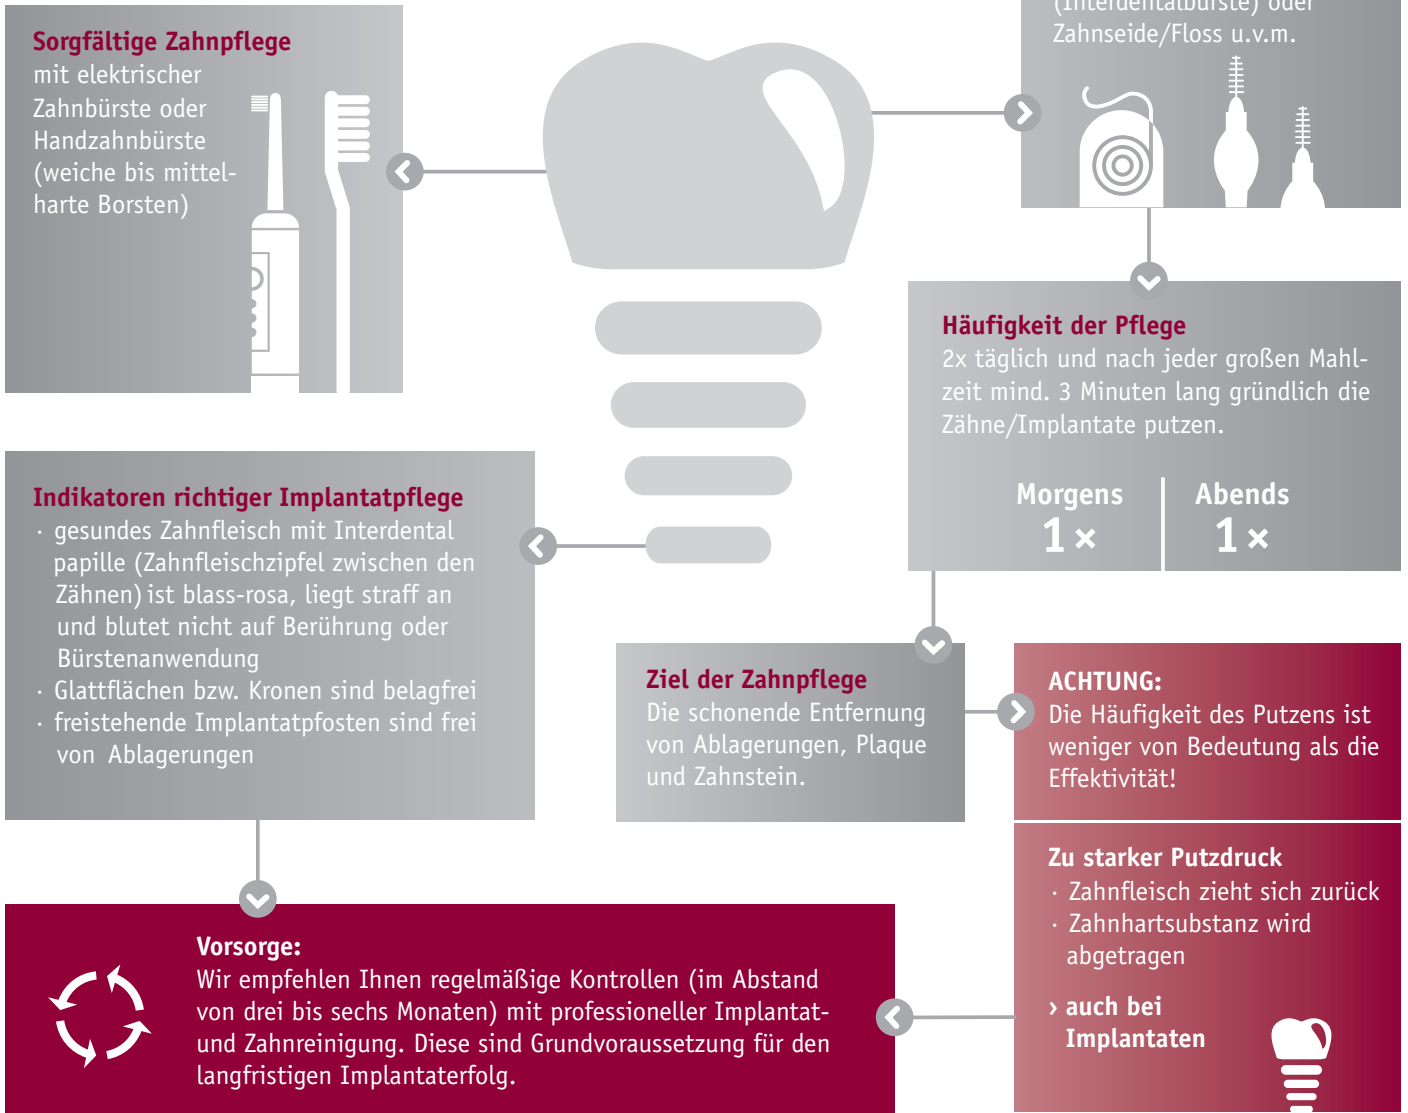 Sorgfältige Zahnpflege
mit elektrischer
Zahnbürste oder
Handzahnbürste
(weiche bis mittel-
harte Borsten)
(Interdentalbürste) oder
Zahnseide/Floss u.v.m.
Häufigkeit der Pflege
2x täglich und nach jeder großen Mahl-
zeit mind. 3 Minuten lang gründlich die
Zähne/Implantate putzen.
Morgens
1 ×
Abends
1 ×
Indikatoren richtiger Implantatpflege
· gesundes Zahnfleisch mit Interdental
papille (Zahnfleischzipfel zwischen den
Zähnen) ist blass-rosa, liegt straff an
und blutet nicht auf Berührung oder
Bürstenanwendung
· Glattflächen bzw. Kronen sind belagfrei
· freistehende Implantatpfosten sind frei
von Ablagerungen
Ziel der Zahnpflege
Die schonende Entfernung
von Ablagerungen, Plaque
und Zahnstein.
ACHTUNG:
Die Häufigkeit des Putzens ist
weniger von Bedeutung als die
Effektivität!
Zu starker Putzdruck
· Zahnfleisch zieht sich zurück
· Zahnhartsubstanz wird
abgetragen
› auch bei
Implantaten
Vorsorge:
Wir empfehlen Ihnen regelmäßige Kontrollen (im Abstand
von drei bis sechs Monaten) mit professioneller Implantat-
und Zahnreinigung. Diese sind Grundvoraussetzung für den
langfristigen Implantaterfolg.